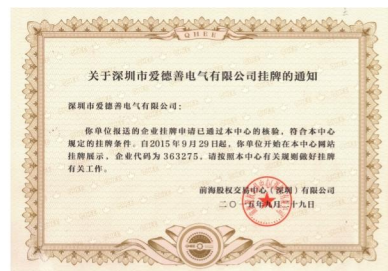 QHEE
关于深圳市爱德善电气有限公司挂牌的通知
深圳市爱德善电气有限公司：
你单位报送的企业挂牌申请已通过本中心的核验，符合本中心
规定的挂牌条件。自2015年9月29日起，你单位开始在本中心网站
挂牌展示，企业代码为363275，请按照本中心有关规则做好挂牌
有关工作。
前海股权交易中心（深圳）有限公司
二〇一五年九月二十九日